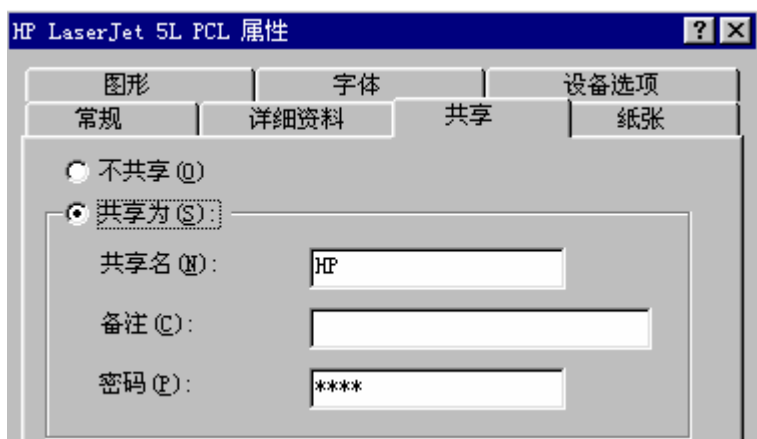 HP LaserJet 5L PCL 属性
图形 字体 设备选项
常规 详细资料 共享 纸张
不共享(O)
共享为(S):
共享名(N): HP
备注(C):
密码(P): ****